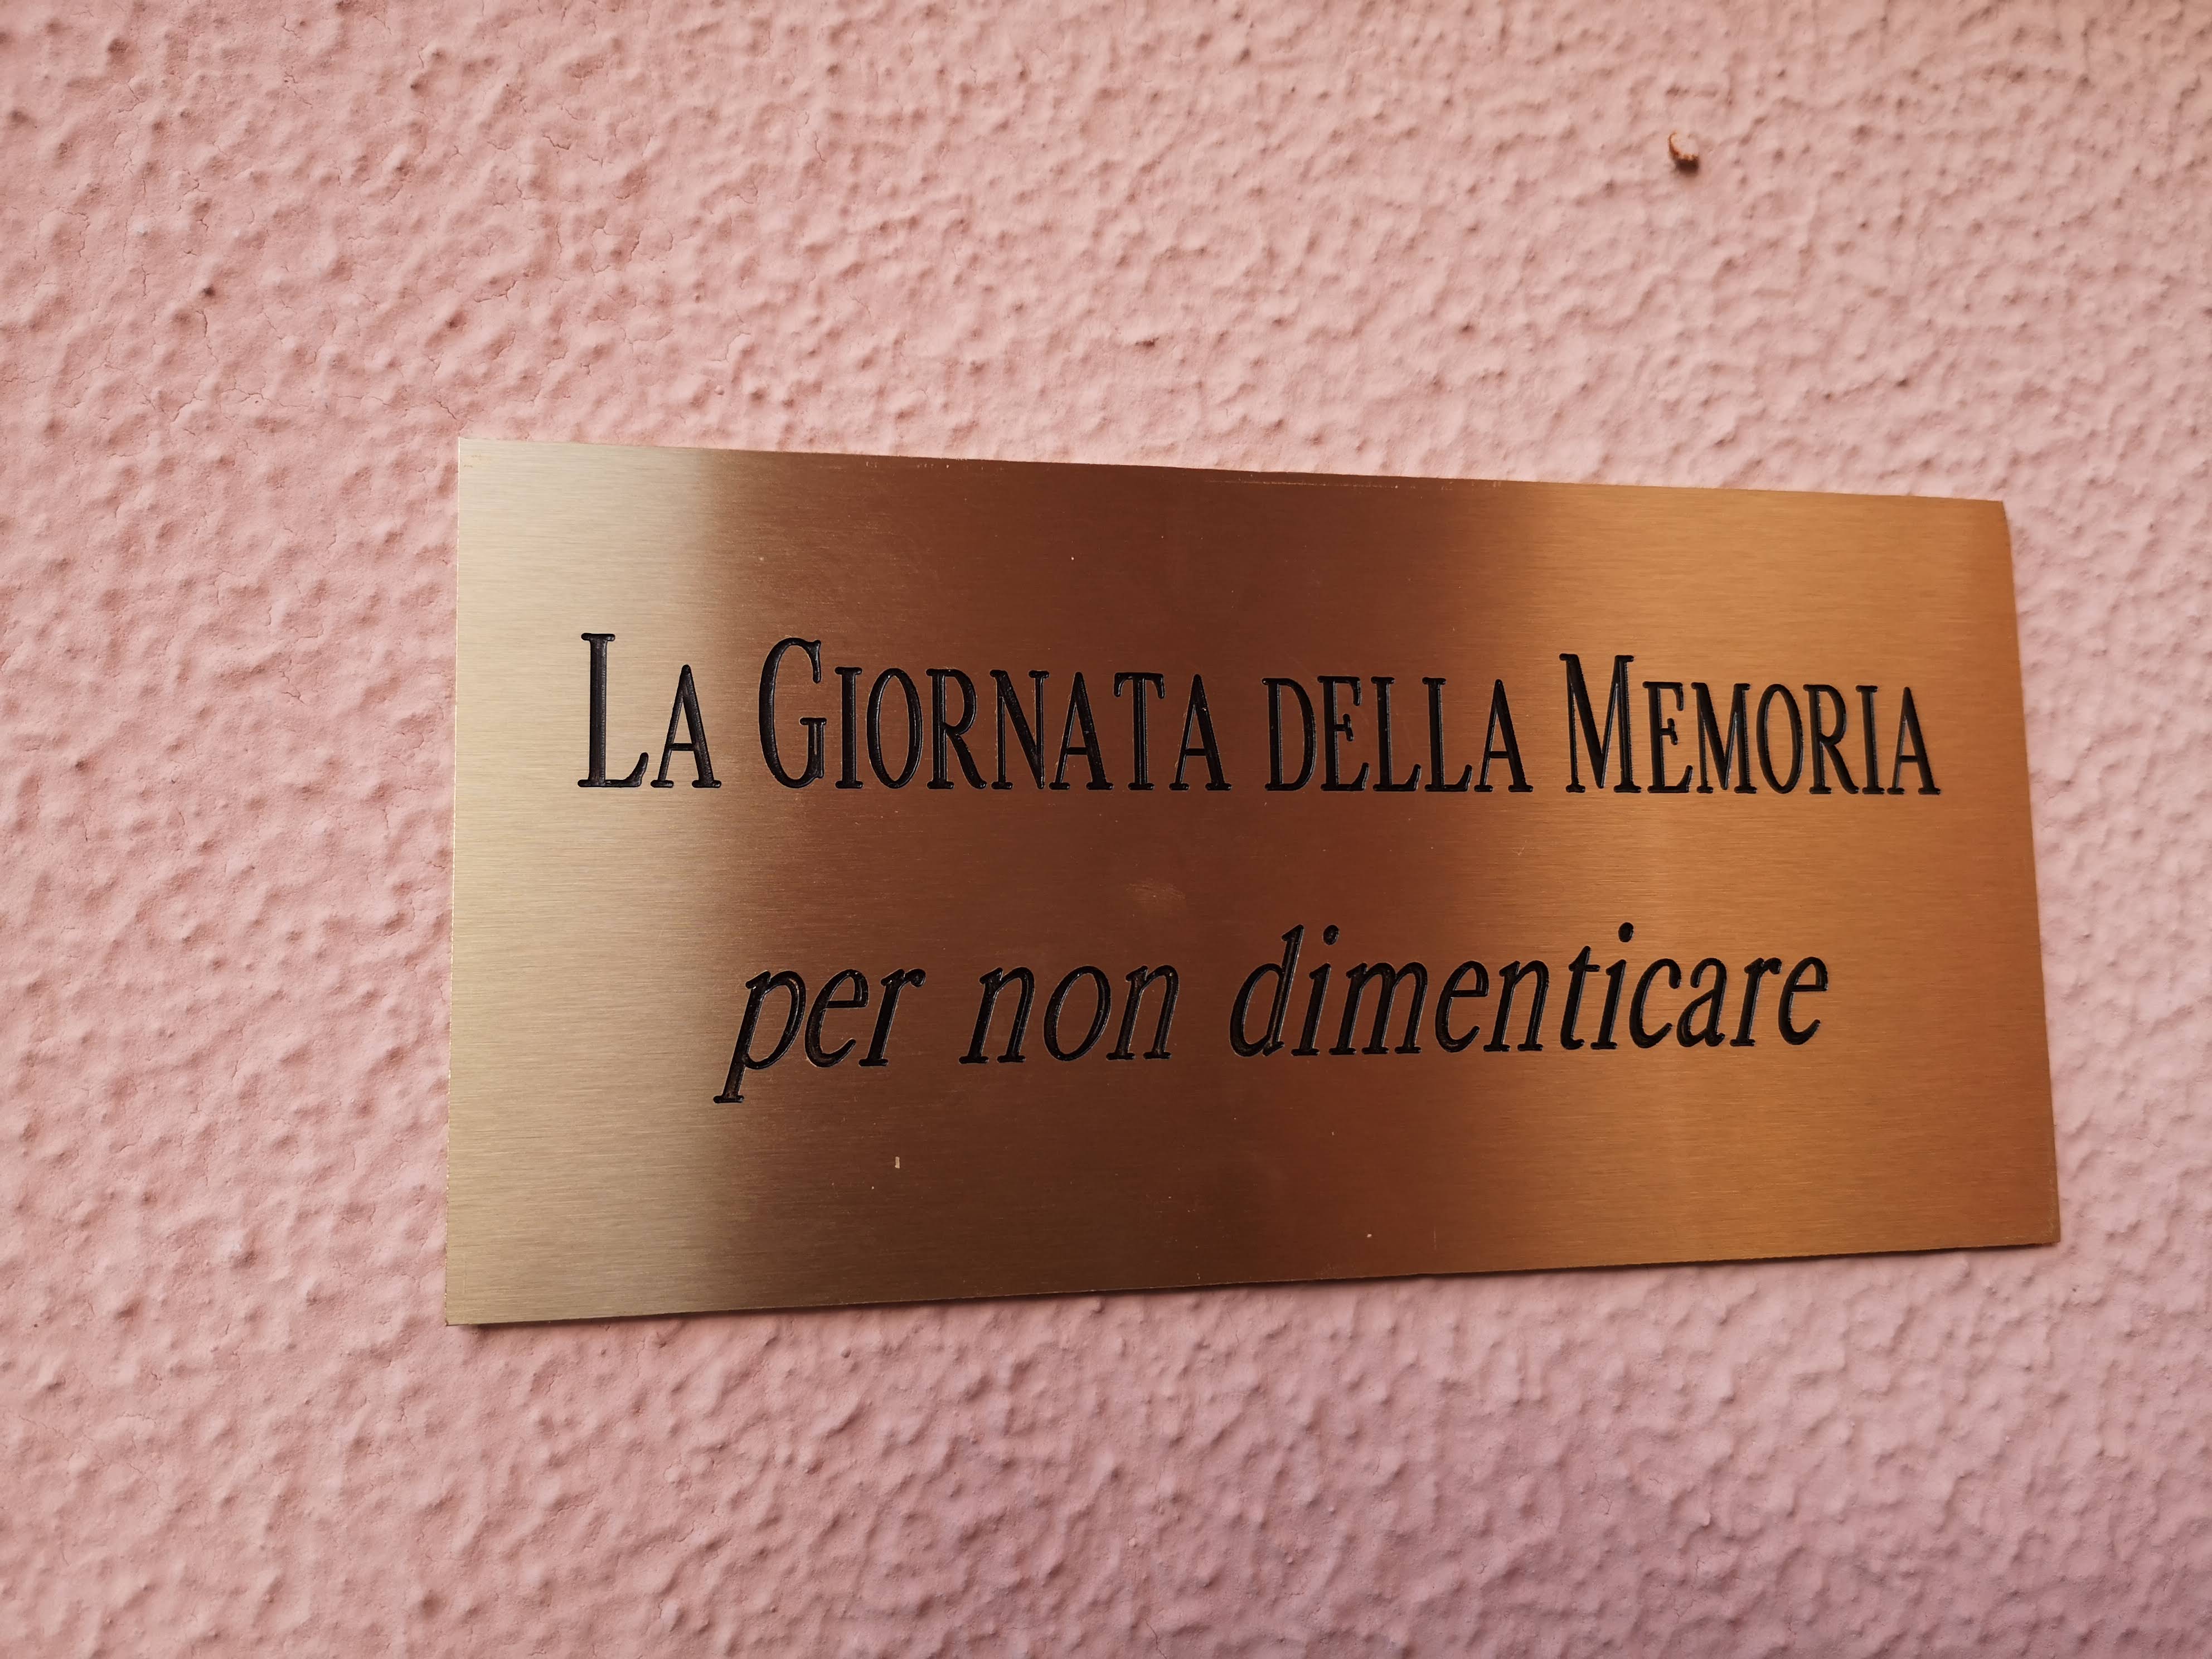 La Giornata della Memoria
per non dimenticare